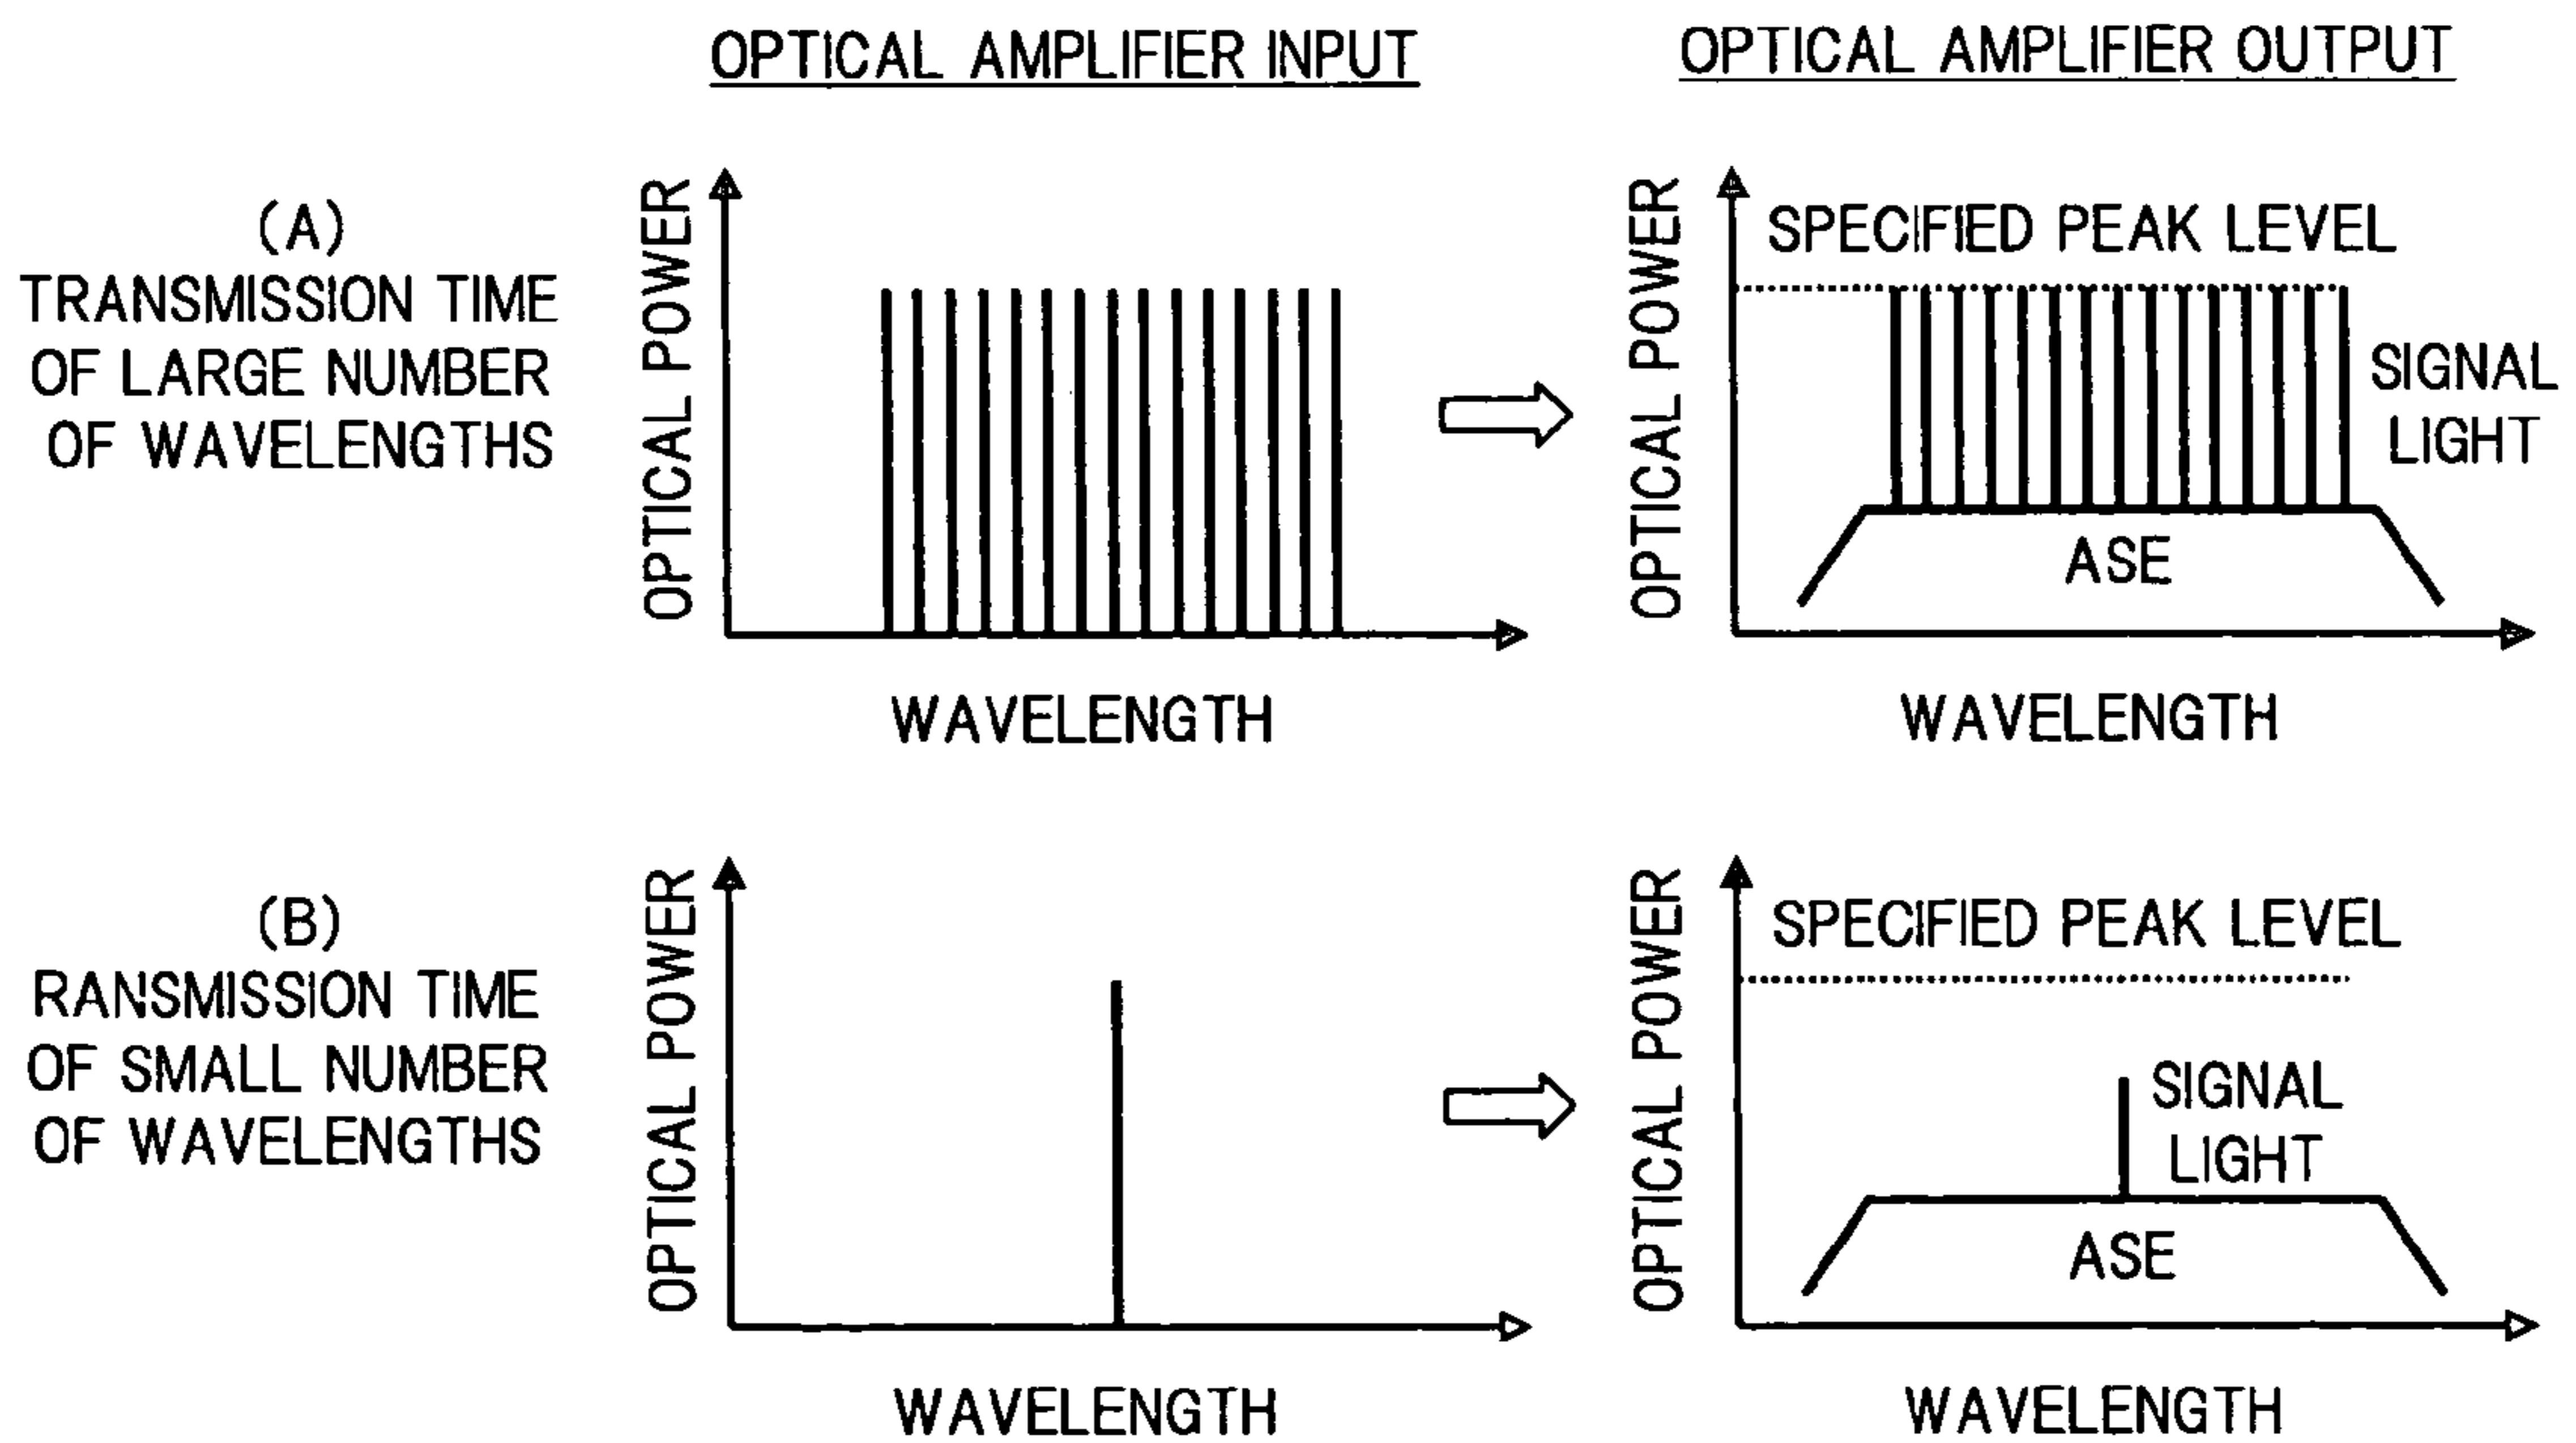 OPTICAL AMPLIFIER INPUT
OPTICAL AMPLIFIER OUTPUT
(A)
TRANSMISSION TIME
OF LARGE NUMBER
OF WAVELENGTHS
OPTICAL POWER
WAVELENGTH
OPTICAL POWER
SPECIFIED PEAK LEVEL
SIGNAL
LIGHT
ASE
WAVELENGTH
(B)
RANSMISSION TIME
OF SMALL NUMBER
OF WAVELENGTHS
OPTICAL POWER
WAVELENGTH
OPTICAL POWER
SPECIFIED PEAK LEVEL
SIGNAL
LIGHT
ASE
WAVELENGTH